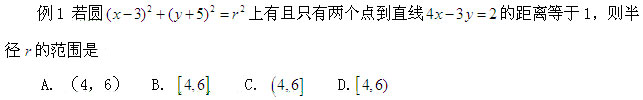 例1 若圆(x−3)²+(y+5)²=r²上有且只有两个点到直线4x−3y=2的距离等于1，则半
径r的范围是
A. （4，6） B. [4,6] C. (4,6] D.[4,6)